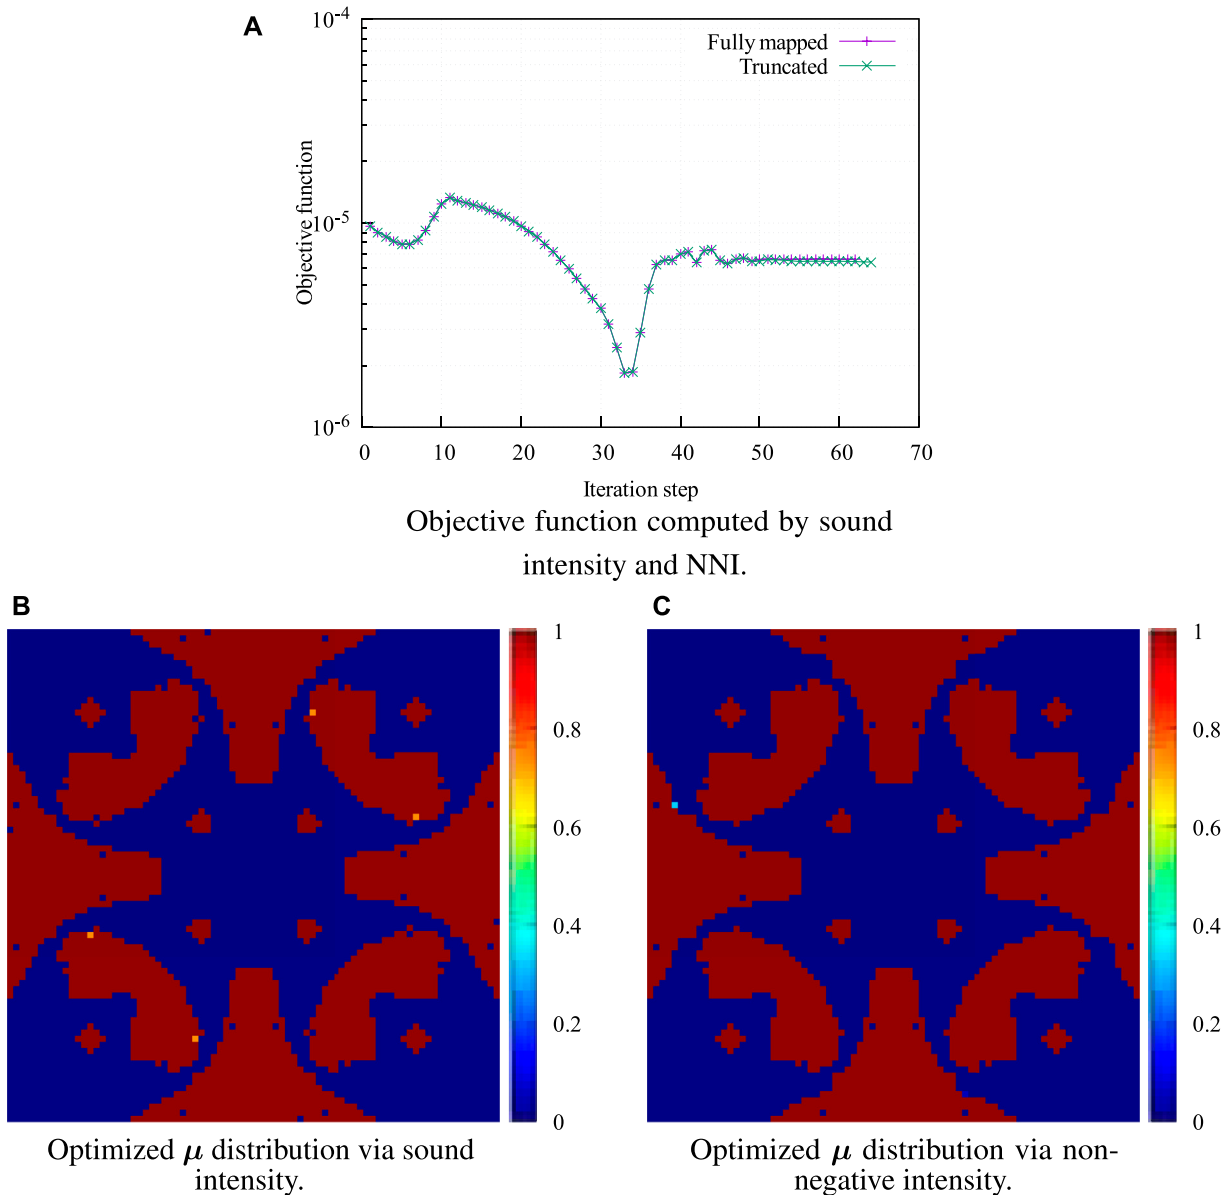 A
10-4
10-5
10-6
Objective function
Fully mapped
Truncated
0 10 20 30 40 50 60 70
Iteration step
Objective function computed by sound
intensity and NNI.
B
1
0.8
0.6
0.4
0.2
0
Optimized μ distribution via sound
intensity.
C
1
0.8
0.6
0.4
0.2
0
Optimized μ distribution via non-
negative intensity.